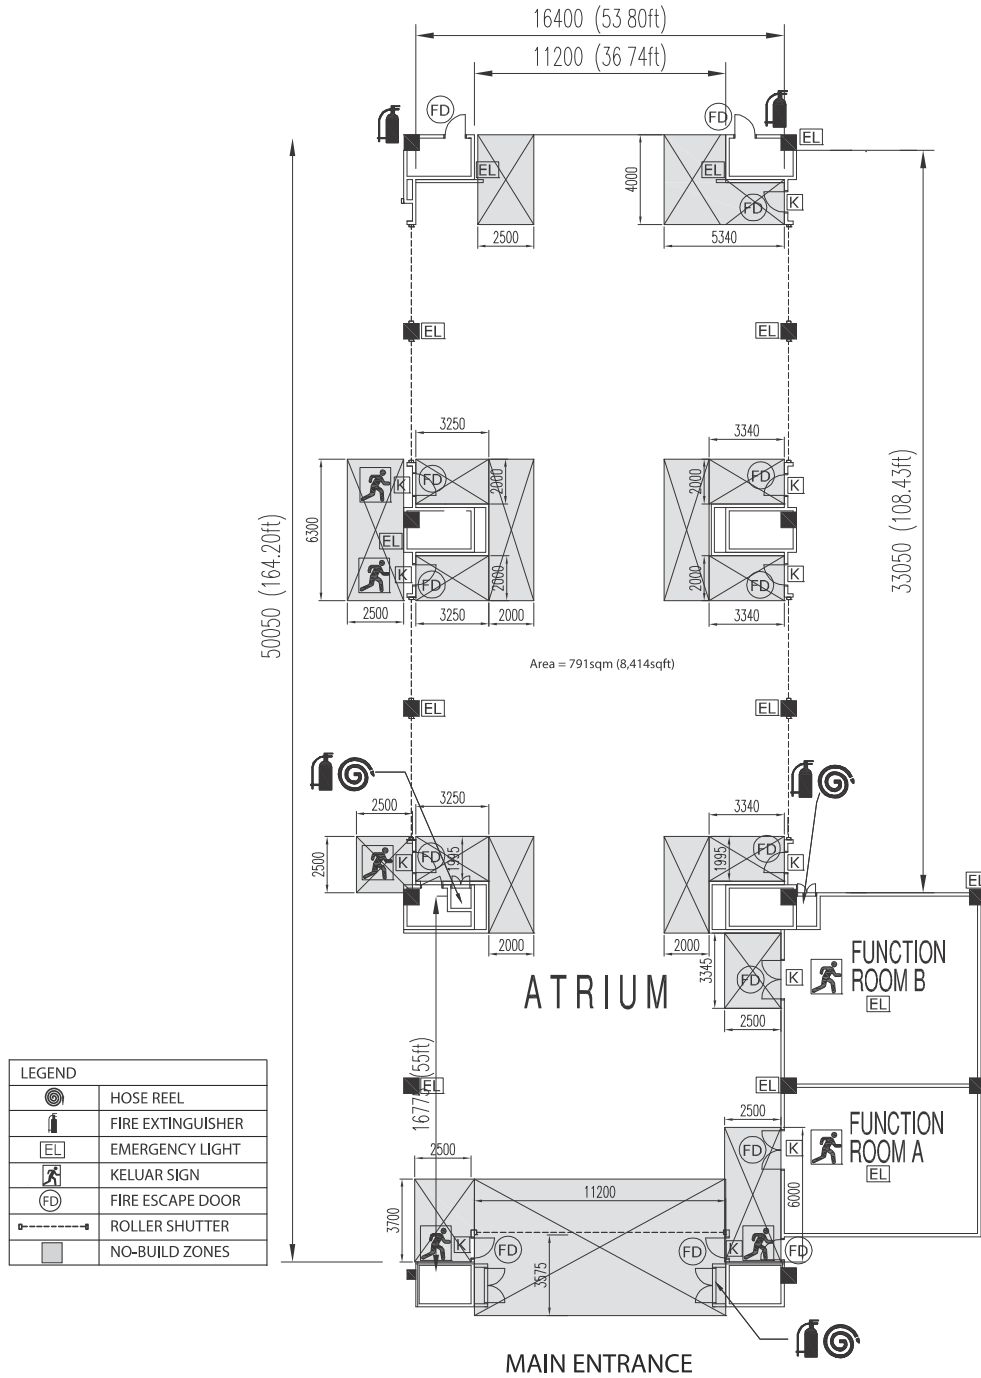 16400 (53 80ft)
11200 (36 74ft)
FD
FD
EL
EL
EL
4000
K
FD
2500
5340
EL
EL
50050 (164.20ft)
33050 (108.43ft)
3250
3340
FD
FD
K
K
2000
2000
6300
EL
K
K
FD
FD
2000
2000
2500
3250
2000
3340
Area = 791sqm (8,414sqft)
EL
EL
2500
3250
3340
2500
K
FD
1995
1995
FD
K
EL
2000
2000
3345
ATRIUM
FD
K
FUNCTION
ROOM B
EL
2500
EL
EL
(55ft)
2500
2500
FD
K
FUNCTION
ROOM A
EL
6000
3700
11200
K
FD
FD
K
FD
3575
MAIN ENTRANCE
LEGEND
HOSE REEL
FIRE EXTINGUISHER
EL EMERGENCY LIGHT
KELUAR SIGN
FD FIRE ESCAPE DOOR
ROLLER SHUTTER
NO-BUILD ZONES